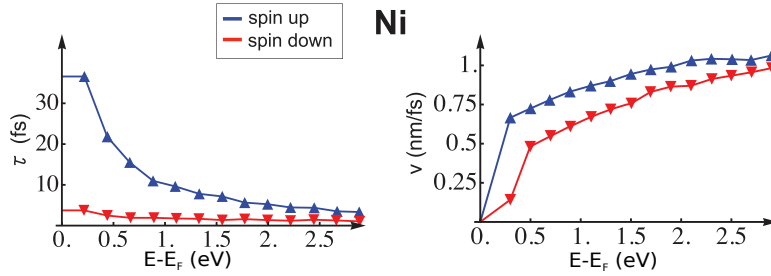 spin up
spin down
Ni
30
20
10
τ (fs)
0. 0.5 1. 1.5 2. 2.5
E-EF (eV)
1.
0.75
0.5
0.25
v (nm/fs)
0. 0.5 1. 1.5 2. 2.5
E-EF (eV)